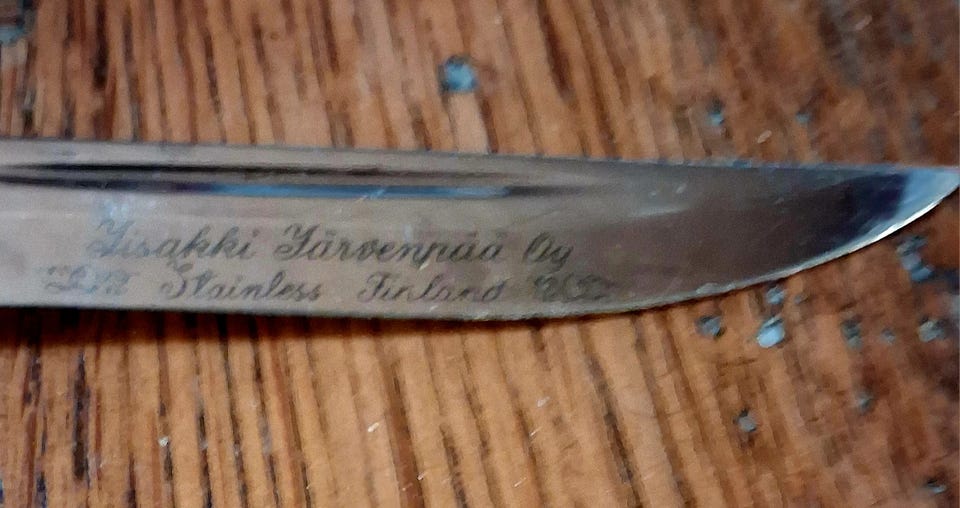 Iisakki Järvenpää Oy
Stainless Finland